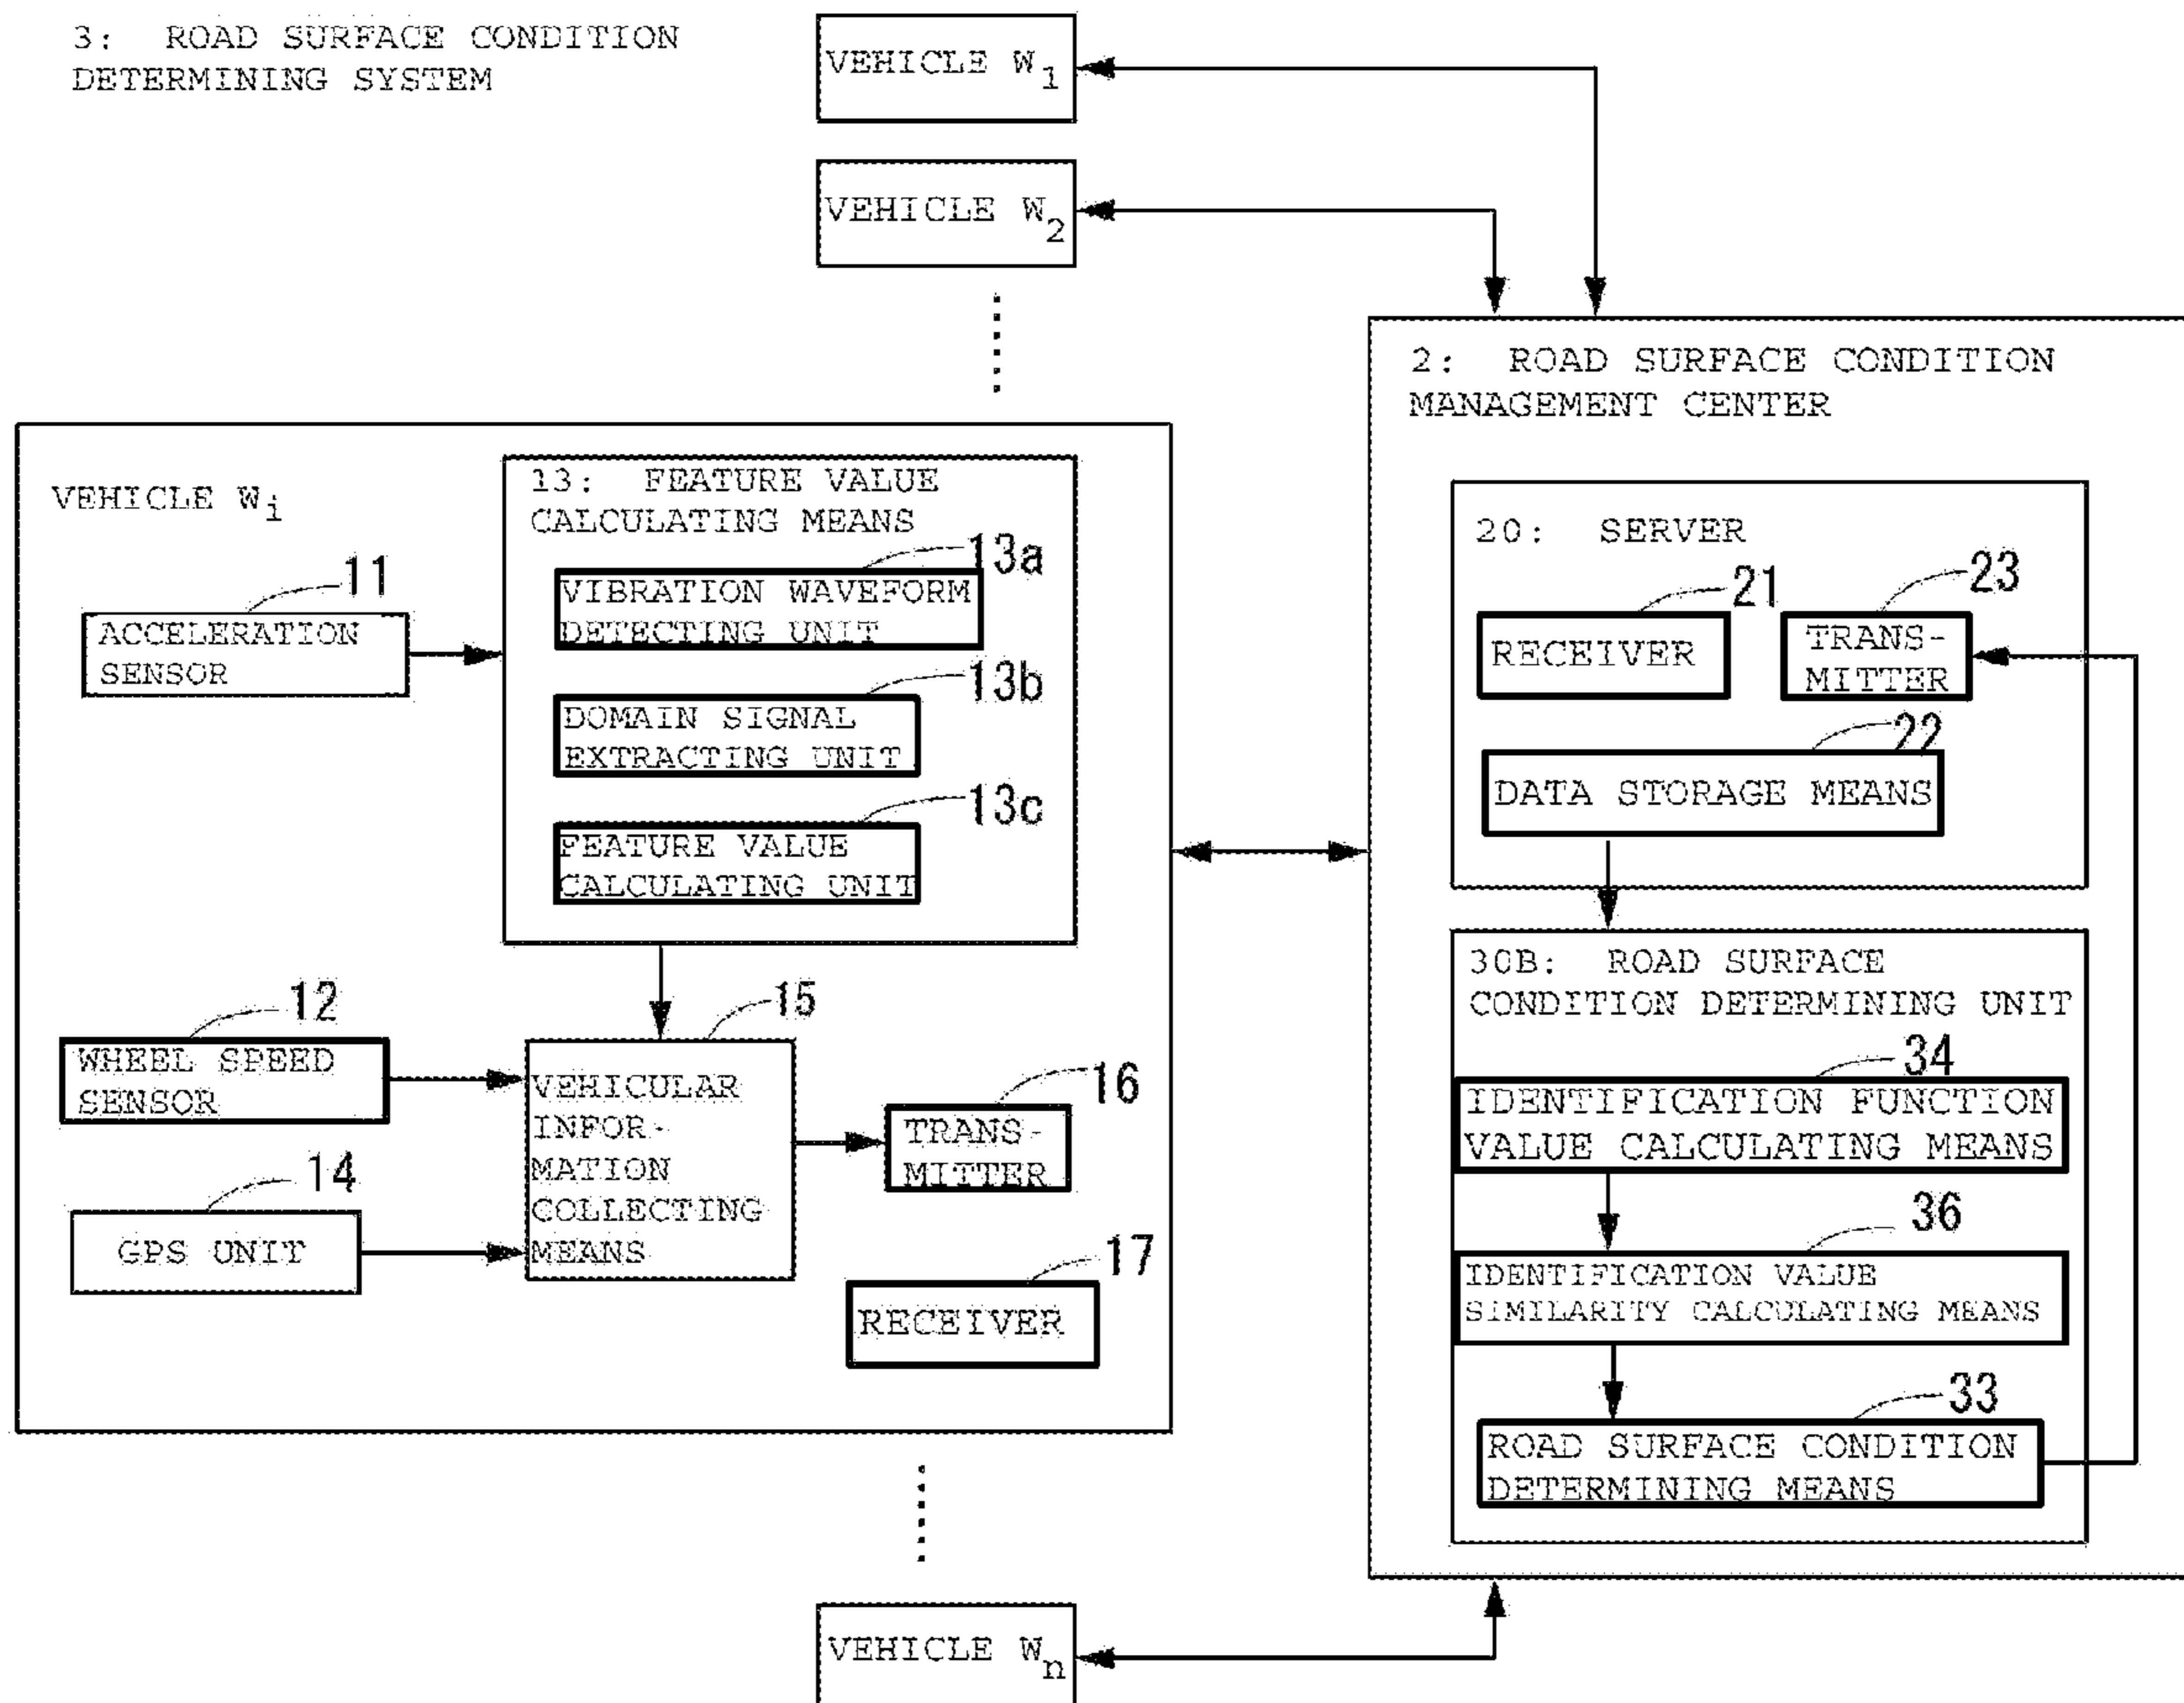 3: ROAD SURFACE CONDITION
DETERMINING SYSTEM
VEHICLE W1
VEHICLE W2
VEHICLE Wi
13: FEATURE VALUE
CALCULATING MEANS
13a
VIBRATION WAVEFORM
DETECTING UNIT
11
ACCELERATION
SENSOR
13b
DOMAIN SIGNAL
EXTRACTING UNIT
13c
FEATURE VALUE
CALCULATING UNIT
12
WHEEL SPEED
SENSOR
15
VEHICULAR
INFOR-
MATION
COLLECTING
MEANS
14
GPS UNIT
16
TRANS-
MITTER
17
RECEIVER
2: ROAD SURFACE CONDITION
MANAGEMENT CENTER
20: SERVER
21
RECEIVER
23
TRANS-
MITTER
22
DATA STORAGE MEANS
30B: ROAD SURFACE
CONDITION DETERMINING UNIT
34
IDENTIFICATION FUNCTION
VALUE CALCULATING MEANS
36
IDENTIFICATION VALUE
SIMILARITY CALCULATING MEANS
33
ROAD SURFACE CONDITION
DETERMINING MEANS
VEHICLE Wn